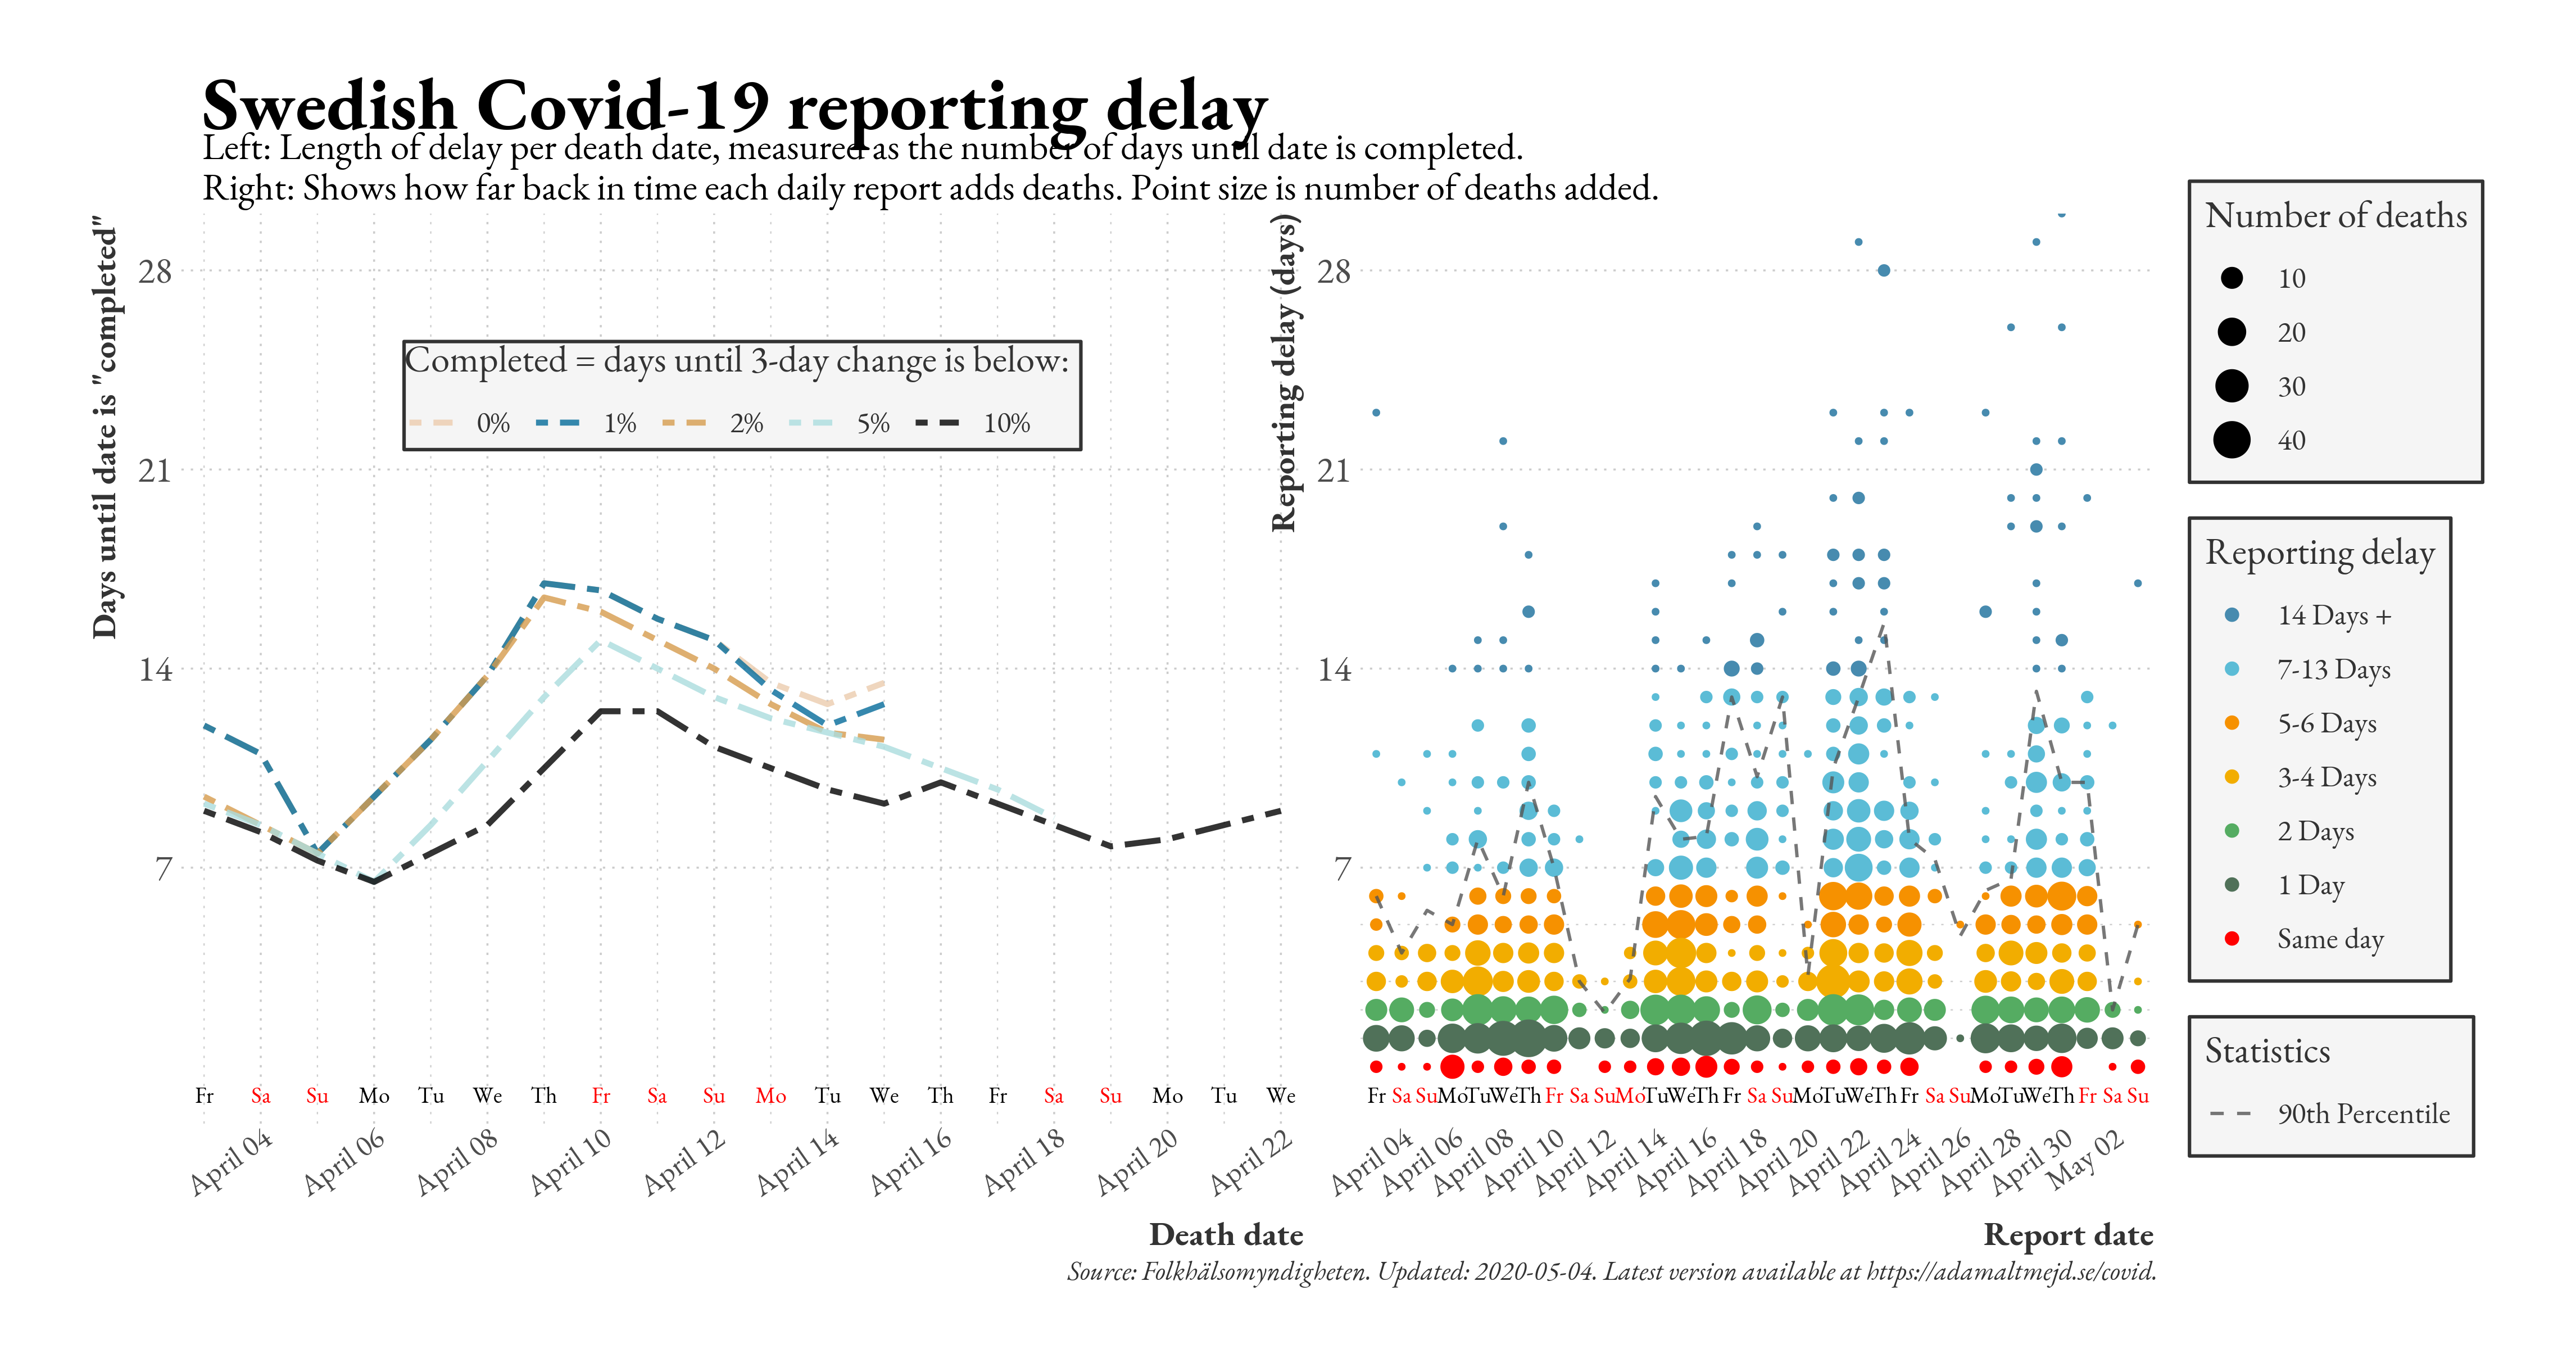 Swedish Covid-19 reporting delay
Left: Length of delay per death date, measured as the number of days until date is completed.
Right: Shows how far back in time each daily report adds deaths. Point size is number of deaths added.
Days until date is "completed"
28
21
14
7
Completed = days until 3-day change is below:
0% 1% 2% 5% 10%
Fr Sa Su Mo Tu We Th Fr Sa Su Mo Tu We Th Fr Sa Su Mo Tu We
April 04 April 06 April 08 April 10 April 12 April 14 April 16 April 18 April 20 April 22
Death date
Reporting delay (days)
28
21
14
7
Fr Sa Su Mo Tu We Th Fr Sa Su Mo Tu We Th Fr Sa Su Mo Tu We Th Fr Sa Su Mo Tu We Th Fr Sa Su
April 04 April 06 April 08 April 10 April 12 April 14 April 16 April 18 April 20 April 22 April 24 April 26 April 28 April 30 May 02
Report date
Number of deaths
10
20
30
40
Reporting delay
14 Days +
7-13 Days
5-6 Days
3-4 Days
2 Days
1 Day
Same day
Statistics
90th Percentile
Source: Folkhälsomyndigheten. Updated: 2020-05-04. Latest version available at https://adamaltmejd.se/covid.